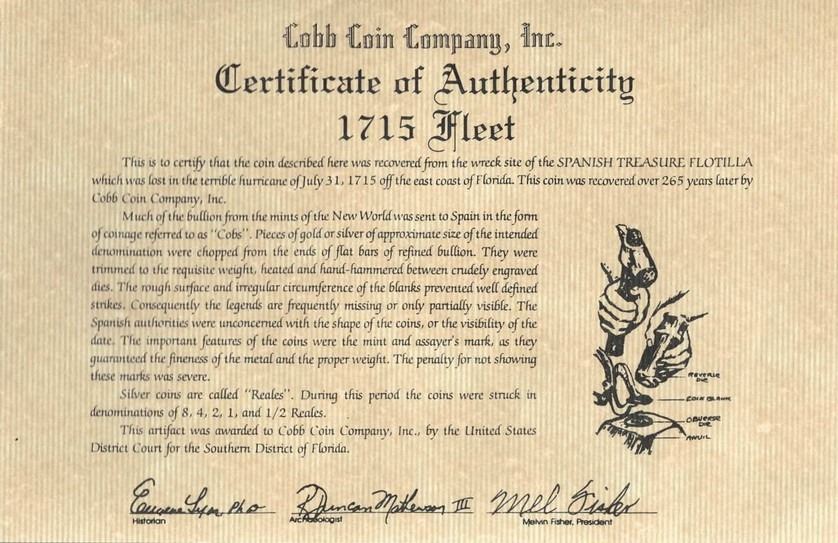 Cobb Coin Company, Inc.
Certificate of Authenticity
1715 Fleet
This is to certify that the coin described here was recovered from the wreck site of the SPANISH TREASURE FLOTILLA
which was lost in the terrible hurricane of July 31, 1715 off the east coast of Florida. This coin was recovered over 265 years later by
Cobb Coin Company, Inc.
Much of the bullion from the mints of the New World was sent to Spain in the form
of coinage referred to as "Cobs". Pieces of gold or silver of approximate size of the intended
denomination were chopped from the ends of flat bars of refined bullion. They were
trimmed to the requisite weight, heated and hand-hammered between crudely engraved
dies. The rough surface and irregular circumference of the blanks prevented well defined
strikes. Consequently the legends are frequently missing or only partially visible. The
Spanish authorities were unconcerned with the shape of the coins, or the visibility of the
date. The important features of the coins were the mint and assayer's mark, as they
guaranteed the fineness of the metal and the proper weight. The penalty for not showing
these marks was severe.
Silver coins are called "Reales". During this period the coins were struck in
denominations of 8, 4, 2, 1, and 1/2 Reales.
This artifact was awarded to Cobb Coin Company, Inc., by the United States
District Court for the Southern District of Florida.
REVERSE
DIE
COIN BLANK
OBVERSE
DIE
ANVIL
Eugene Lyon PhD
Historian
R Duncan Mathewson III
Archaeologist
Mel Fisher
Melvin Fisher, President